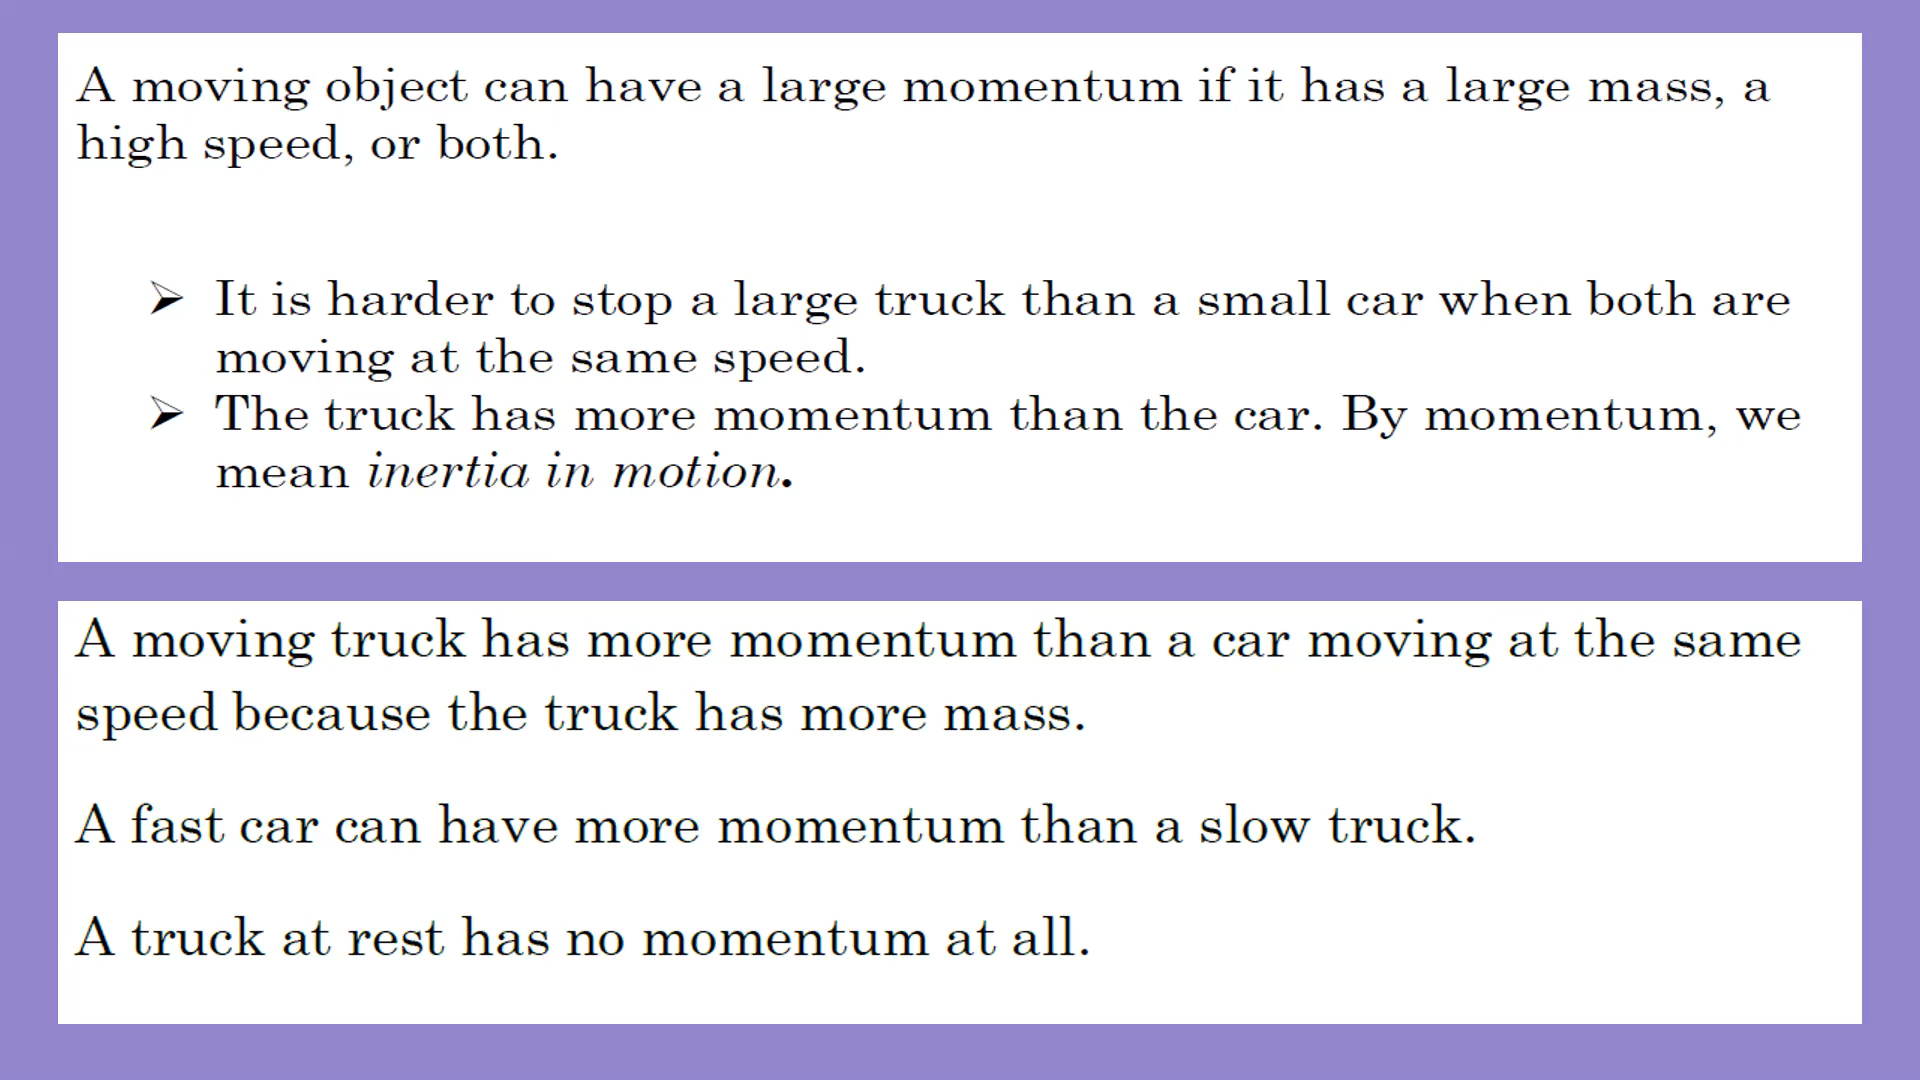 A moving object can have a large momentum if it has a large mass, a
high speed, or both.
➢ It is harder to stop a large truck than a small car when both are
moving at the same speed.
➢ The truck has more momentum than the car. By momentum, we
mean inertia in motion.
A moving truck has more momentum than a car moving at the same
speed because the truck has more mass.
A fast car can have more momentum than a slow truck.
A truck at rest has no momentum at all.